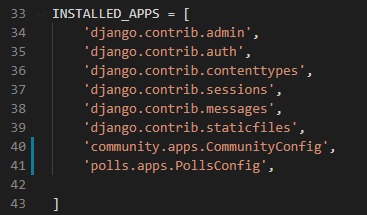 33 INSTALLED_APPS = [
34     'django.contrib.admin',
35     'django.contrib.auth',
36     'django.contrib.contenttypes',
37     'django.contrib.sessions',
38     'django.contrib.messages',
39     'django.contrib.staticfiles',
40     'community.apps.CommunityConfig',
41     'polls.apps.PollsConfig',
42
43 ]